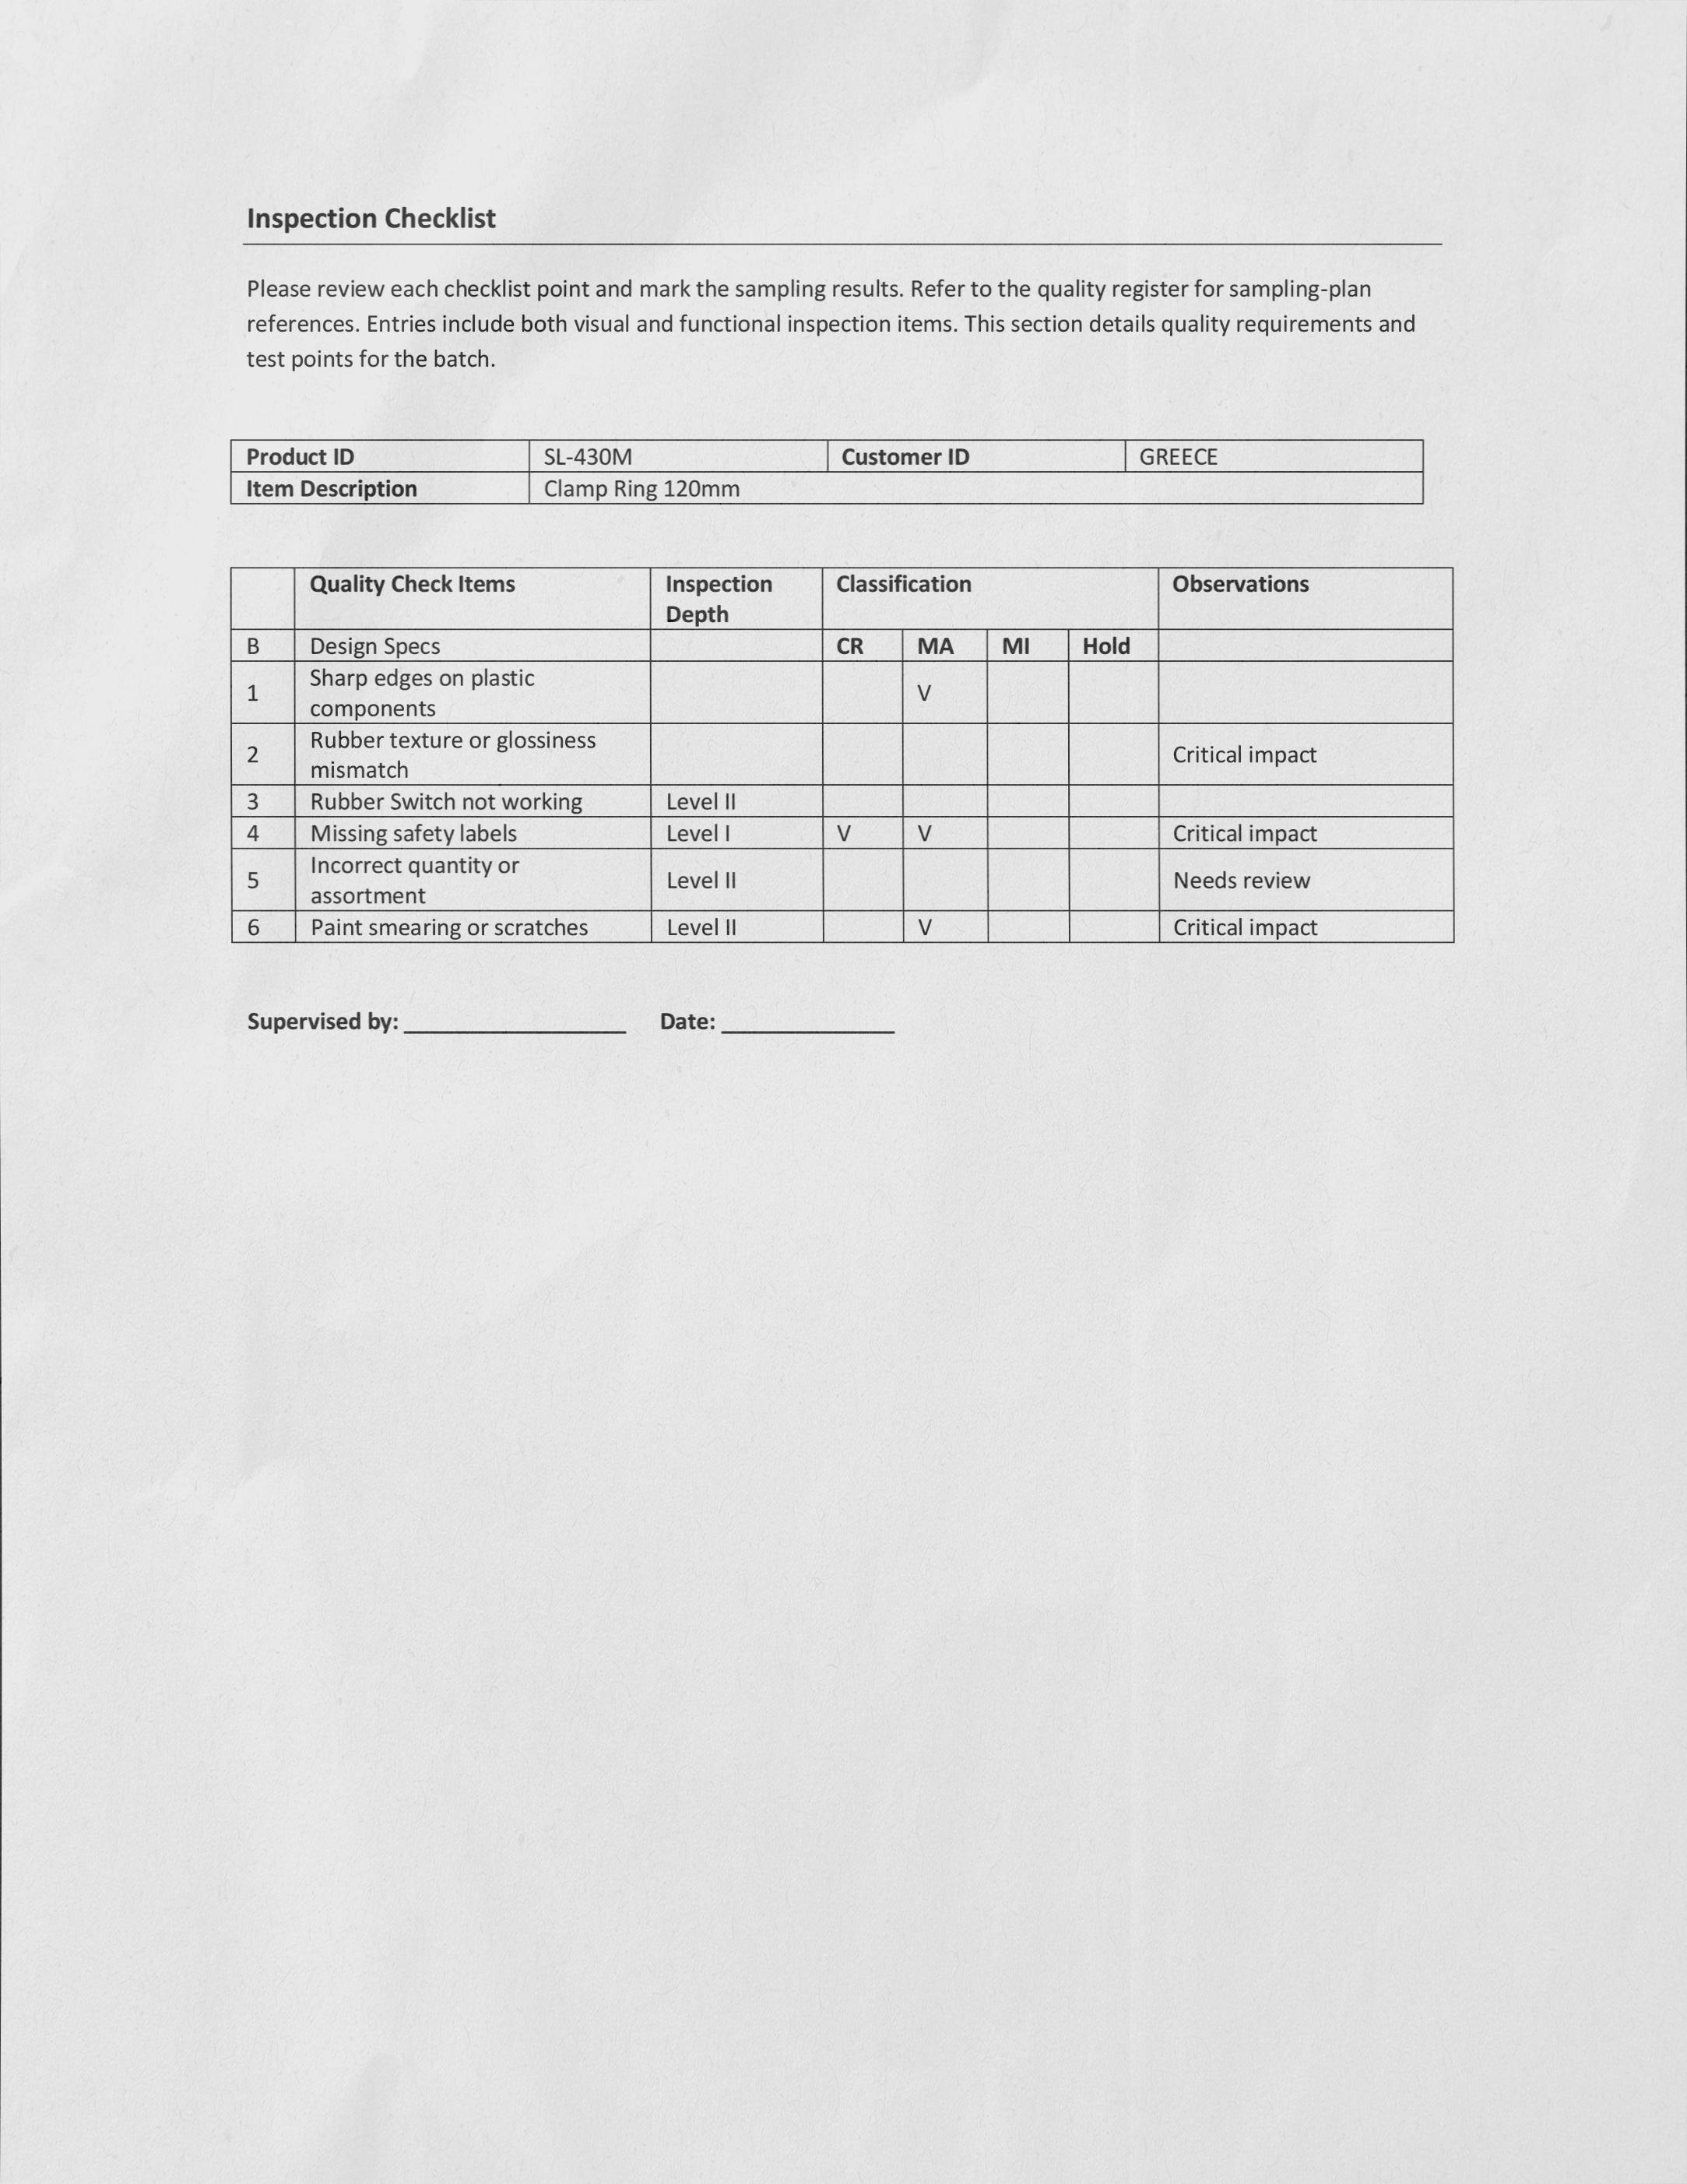 Inspection Checklist
Please review each checklist point and mark the sampling results. Refer to the quality register for sampling-plan
references. Entries include both visual and functional inspection items. This section details quality requirements and
test points for the batch.
Product ID SL-430M Customer ID GREECE
Item Description Clamp Ring 120mm
Quality Check Items Inspection Classification Observations
Depth
B Design Specs CR MA MI Hold
Sharp edges on plastic
1 V
components
Rubber texture or glossiness
2 Critical impact
mismatch
3 Rubber Switch not working Level II
4 Missing safety labels Level I V V Critical impact
Incorrect quantity or
5 Level II Needs review
assortment
6 Paint smearing or scratches Level II V Critical impact
Supervised by: Date: